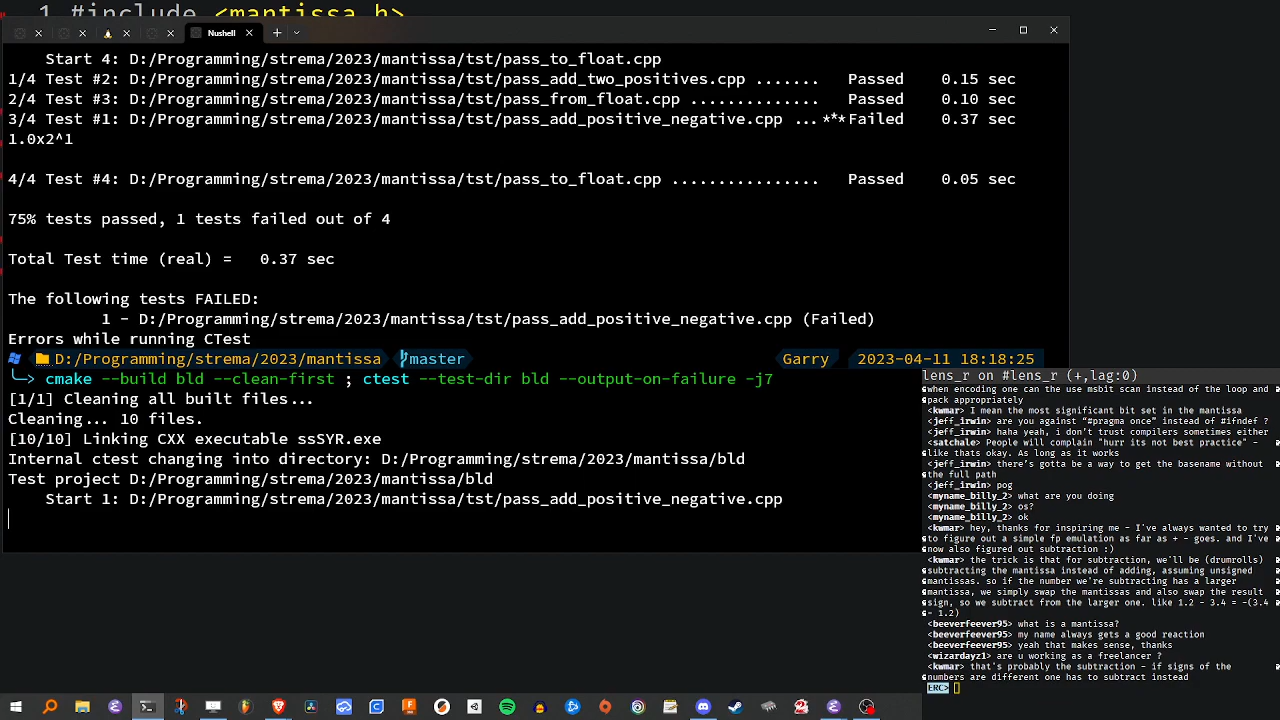 1 #include <mantissa.h>
Nushell
Start 4: D:/Programming/strema/2023/mantissa/tst/pass_to_float.cpp
1/4 Test #2: D:/Programming/strema/2023/mantissa/tst/pass_add_two_positives.cpp ....... Passed 0.15 sec
2/4 Test #3: D:/Programming/strema/2023/mantissa/tst/pass_from_float.cpp .............. Passed 0.10 sec
3/4 Test #1: D:/Programming/strema/2023/mantissa/tst/pass_add_positive_negative.cpp ...***Failed 0.37 sec
1.0x2^1
4/4 Test #4: D:/Programming/strema/2023/mantissa/tst/pass_to_float.cpp ................ Passed 0.05 sec
75% tests passed, 1 tests failed out of 4
Total Test time (real) = 0.37 sec
The following tests FAILED:
1 - D:/Programming/strema/2023/mantissa/tst/pass_add_positive_negative.cpp (Failed)
Errors while running CTest
D:/Programming/strema/2023/mantissa master Garry 2023-04-11 18:18:25
cmake --build bld --clean-first ; ctest --test-dir bld --output-on-failure -j7
[1/1] Cleaning all built files...
Cleaning... 10 files.
[10/10] Linking CXX executable ssSYR.exe
Internal ctest changing into directory: D:/Programming/strema/2023/mantissa/bld
Test project D:/Programming/strema/2023/mantissa/bld
Start 1: D:/Programming/strema/2023/mantissa/tst/pass_add_positive_negative.cpp
lens_r on #lens_r (+,lag:0)
when encoding one can the use msbit scan instead of the loop and
pack appropriately
<kwmar> I mean the most significant bit set in the mantissa
<jeff_irwin> are you against “#pragma once” instead of #ifndef ?
<jeff_irwin> haha yeah, i don’t trust compilers sometimes either
<satchale> People will complain "hurr its not best practice" -
like thats okay. As long as it works
<jeff_irwin> there’s gotta be a way to get the basename without
the full path
<jeff_irwin> pog
<myname_billy_2> what are you doing
<myname_billy_2> os?
<myname_billy_2> ok
<kwmar> hey, thanks for inspiring me - I've always wanted to try
to figure out a simple fp emulation as far as + - goes. and I've
now also figured out subtraction :)
<kwmar> the trick is that for subtraction, we'll be (drumrolls)
subtracting the mantissa instead of adding, assuming unsigned
mantissas. so if the number we're subtracting has a larger
mantissa, we simply swap the mantissas and also swap the result
sign, so we subtract from the larger one. like 1.2 - 3.4 = -(3.4
- 1.2)
<beeverfeever95> what is a mantissa?
<beeverfeever95> my name always gets a good reaction
<beeverfeever95> yeah that makes sense, thanks
<wizardayz1> are u working as a freelancer ?
<kwmar> that's probably the subtraction - if signs of the
numbers are different one has to subtract instead
ERC>